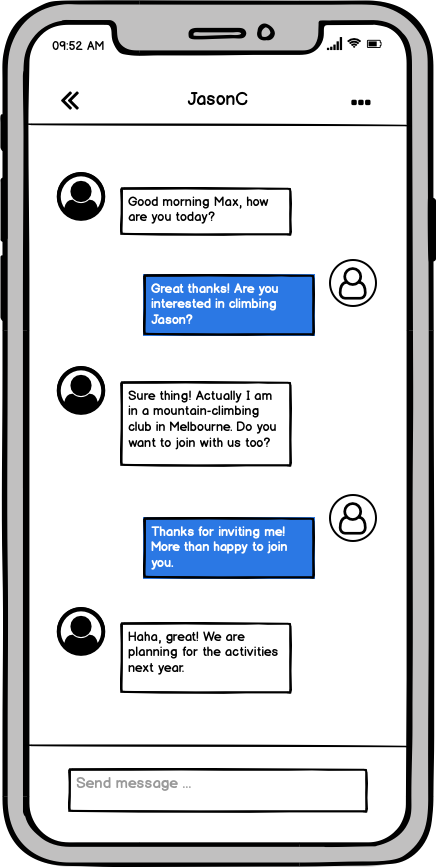 09:52 AM
JasonC
Good morning Max, how
are you today?
Great thanks! Are you
interested in climbing
Jason?
Sure thing! Actually I am
in a mountain-climbing
club in Melbourne. Do you
want to join with us too?
Thanks for inviting me!
More than happy to join
you.
Haha, great! We are
planning for the activities
next year.
Send message ...